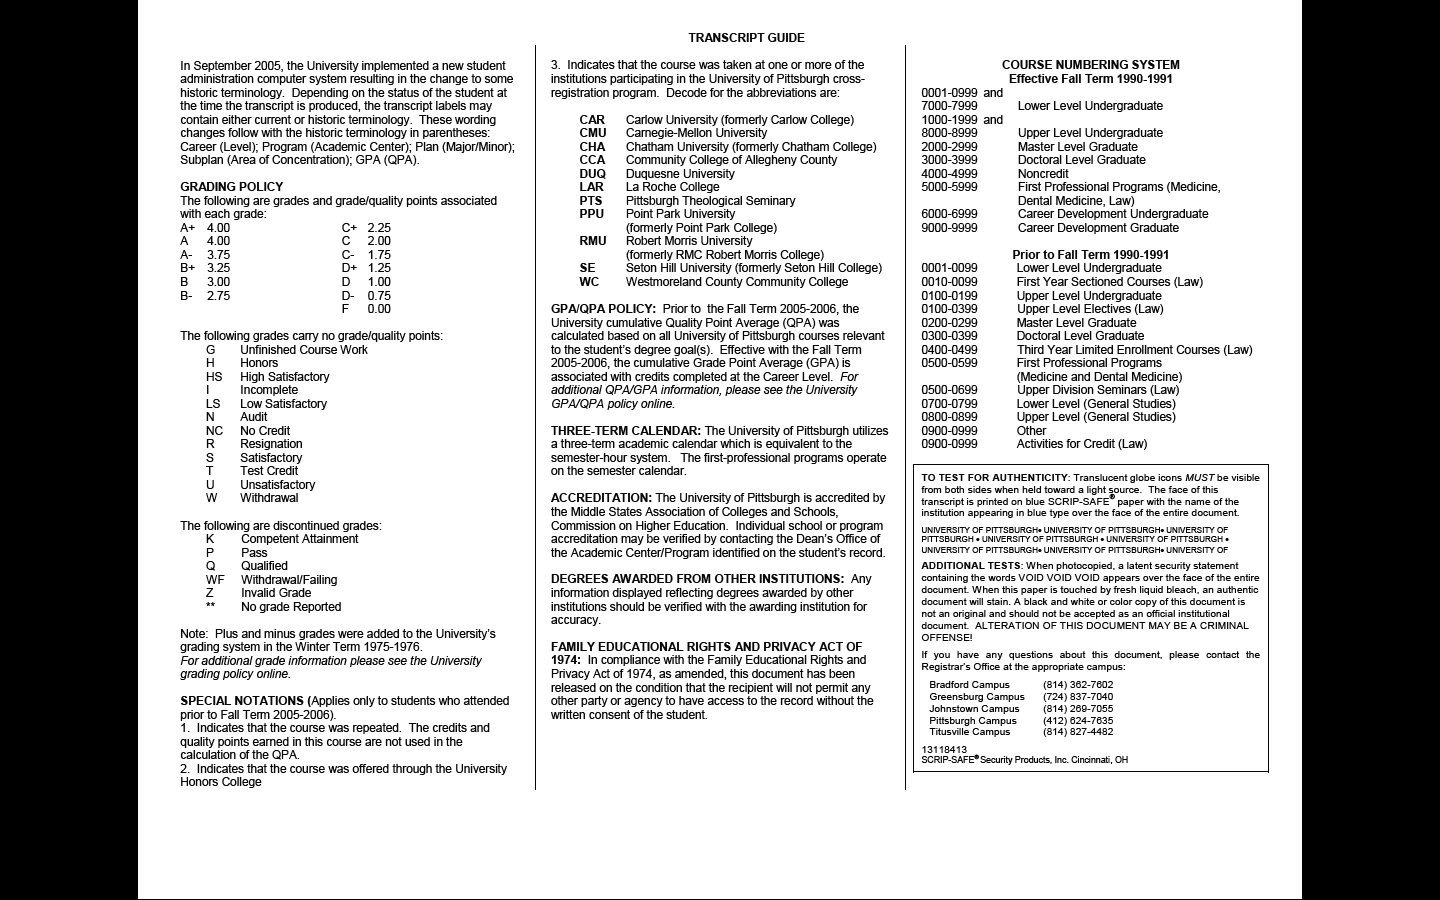 TRANSCRIPT GUIDE
In September 2005, the University implemented a new student
administration computer system resulting in the change to some
historic terminology.  Depending on the status of the student at
the time the transcript is produced, the transcript labels may
contain either current or historic terminology.  These wording
changes follow with the historic terminology in parentheses:
Career (Level); Program (Academic Center); Plan (Major/Minor);
Subplan (Area of Concentration); GPA (QPA).
GRADING POLICY
The following are grades and grade/quality points associated
with each grade:
A+ 4.00 C+ 2.25
A 4.00 C 2.00
A- 3.75 C- 1.75
B+ 3.25 D+ 1.25
B 3.00 D 1.00
B- 2.75 D- 0.75
F 0.00
The following grades carry no grade/quality points:
G Unfinished Course Work
H Honors
HS High Satisfactory
I Incomplete
LS Low Satisfactory
N Audit
NC No Credit
R Resignation
S Satisfactory
T Test Credit
U Unsatisfactory
W Withdrawal
The following are discontinued grades:
K Competent Attainment
P Pass
Q Qualified
WF Withdrawal/Failing
Z Invalid Grade
** No grade Reported
Note:  Plus and minus grades were added to the University's
grading system in the Winter Term 1975-1976.
For additional grade information please see the University
grading policy online.
SPECIAL NOTATIONS (Applies only to students who attended
prior to Fall Term 2005-2006).
1.  Indicates that the course was repeated.  The credits and
quality points earned in this course are not used in the
calculation of the QPA.
2.  Indicates that the course was offered through the University
Honors College
3.  Indicates that the course was taken at one or more of the
institutions participating in the University of Pittsburgh cross-
registration program.  Decode for the abbreviations are:
CAR Carlow University (formerly Carlow College)
CMU Carnegie-Mellon University
CHA Chatham University (formerly Chatham College)
CCA Community College of Allegheny County
DUQ Duquesne University
LAR La Roche College
PTS Pittsburgh Theological Seminary
PPU Point Park University
(formerly Point Park College)
RMU Robert Morris University
(formerly RMC Robert Morris College)
SE Seton Hill University (formerly Seton Hill College)
WC Westmoreland County Community College
GPA/QPA POLICY:  Prior to  the Fall Term 2005-2006, the
University cumulative Quality Point Average (QPA) was
calculated based on all University of Pittsburgh courses relevant
to the student's degree goal(s).  Effective with the Fall Term
2005-2006, the cumulative Grade Point Average (GPA) is
associated with credits completed at the Career Level.  For
additional QPA/GPA information, please see the University
GPA/QPA policy online.
THREE-TERM CALENDAR: The University of Pittsburgh utilizes
a three-term academic calendar which is equivalent to the
semester-hour system.  The first-professional programs operate
on the semester calendar.
ACCREDITATION: The University of Pittsburgh is accredited by
the Middle States Association of Colleges and Schools,
Commission on Higher Education.  Individual school or program
accreditation may be verified by contacting the Dean's Office of
the Academic Center/Program identified on the student's record.
DEGREES AWARDED FROM OTHER INSTITUTIONS:  Any
information displayed reflecting degrees awarded by other
institutions should be verified with the awarding institution for
accuracy.
FAMILY EDUCATIONAL RIGHTS AND PRIVACY ACT OF
1974:  In compliance with the Family Educational Rights and
Privacy Act of 1974, as amended, this document has been
released on the condition that the recipient will not permit any
other party or agency to have access to the record without the
written consent of the student.
COURSE NUMBERING SYSTEM
Effective Fall Term 1990-1991
0001-0999 and
7000-7999 Lower Level Undergraduate
1000-1999 and
8000-8999 Upper Level Undergraduate
2000-2999 Master Level Graduate
3000-3999 Doctoral Level Graduate
4000-4999 Noncredit
5000-5999 First Professional Programs (Medicine,
Dental Medicine, Law)
6000-6999 Career Development Undergraduate
9000-9999 Career Development Graduate
Prior to Fall Term 1990-1991
0001-0099 Lower Level Undergraduate
0010-0099 First Year Sectioned Courses (Law)
0100-0199 Upper Level Undergraduate
0100-0399 Upper Level Electives (Law)
0200-0299 Master Level Graduate
0300-0399 Doctoral Level Graduate
0400-0499 Third Year Limited Enrollment Courses (Law)
0500-0599 First Professional Programs
(Medicine and Dental Medicine)
0500-0699 Upper Division Seminars (Law)
0700-0799 Lower Level (General Studies)
0800-0899 Upper Level (General Studies)
0900-0999 Other
0900-0999 Activities for Credit (Law)
TO TEST FOR AUTHENTICITY: Translucent globe icons MUST be visible
from both sides when held toward a light source.  The face of this
transcript is printed on blue SCRIP-SAFE® paper with the name of the
institution appearing in blue type over the face of the entire document.
UNIVERSITY OF PITTSBURGH• UNIVERSITY OF PITTSBURGH• UNIVERSITY OF
PITTSBURGH • UNIVERSITY OF PITTSBURGH • UNIVERSITY OF PITTSBURGH •
UNIVERSITY OF PITTSBURGH• UNIVERSITY OF PITTSBURGH• UNIVERSITY OF
ADDITIONAL TESTS: When photocopied, a latent security statement
containing the words VOID VOID VOID appears over the face of the entire
document. When this paper is touched by fresh liquid bleach, an authentic
document will stain. A black and white or color copy of this document is
not an original and should not be accepted as an official institutional
document.  ALTERATION OF THIS DOCUMENT MAY BE A CRIMINAL
OFFENSE!
If you have any questions about this document, please contact the
Registrar's Office at the appropriate campus:
Bradford Campus (814) 362-7602
Greensburg Campus (724) 837-7040
Johnstown Campus (814) 269-7055
Pittsburgh Campus (412) 624-7635
Titusville Campus (814) 827-4482
13118413
SCRIP-SAFE® Security Products, Inc. Cincinnati, OH